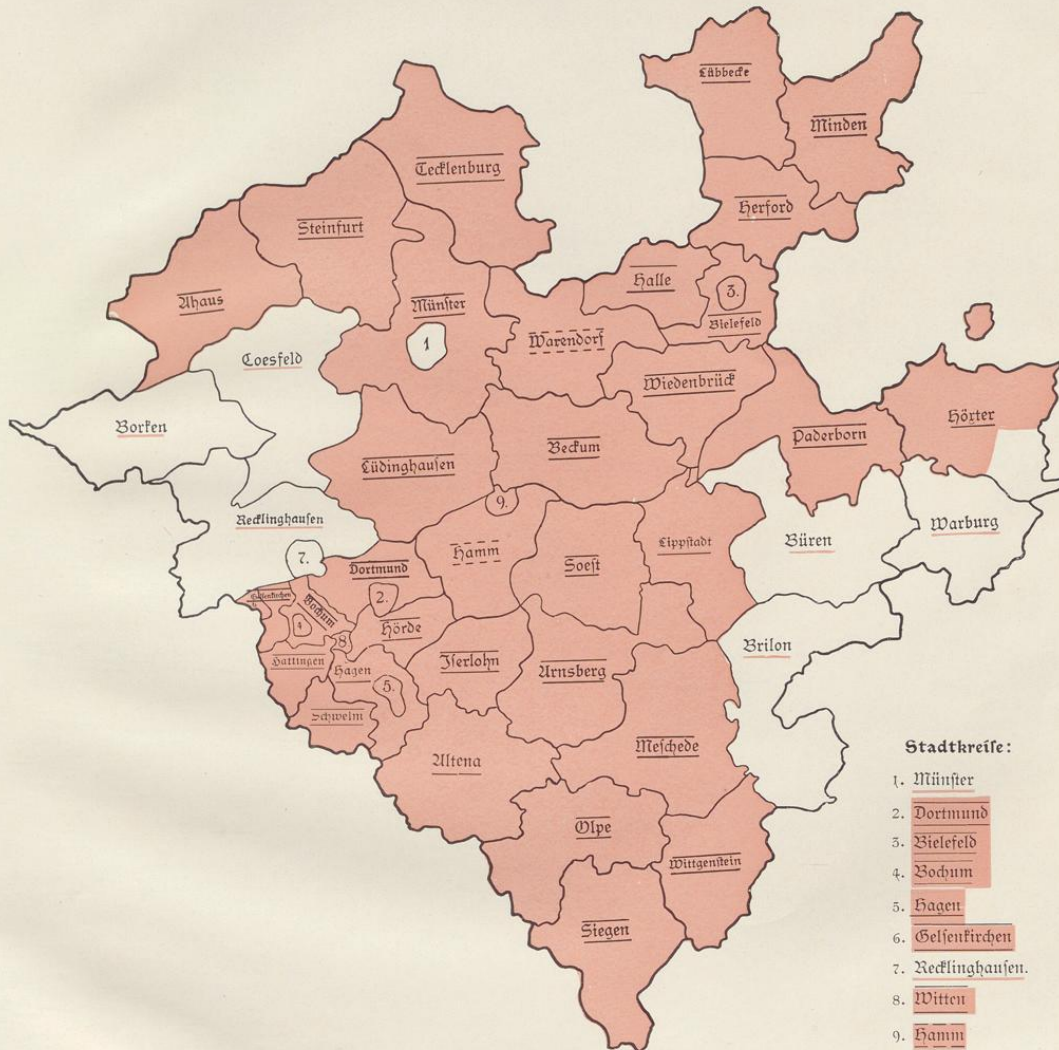 Lübbecke
Minden
Tecklenburg
Herford
Steinfurt
Halle
3.
Ahaus
Münſter
Bielefeld
1
Warendorf
Coesfeld
Wiedenbrück
Höxter
Borken
Paderborn
Beckum
Lüdinghauſen
9.
Recklinghauſen
Warburg
Büren
Lippſtadt
Hamm
7.
Soeſt
Dortmund
Gelſenkirchen
6.
2.
Bochum
4.
Hörde
8.
Brilon
Hattingen
Hagen
Iſerlohn
Arnsberg
5.
Schwelm
Meſchede
Altena
Olpe
Wittgenſtein
Siegen
Stadtkreiſe:
1. Münſter
2. Dortmund
3. Bielefeld
4. Bochum
5. Hagen
6. Gelſenkirchen
7. Recklinghauſen.
8. Witten
9. Hamm